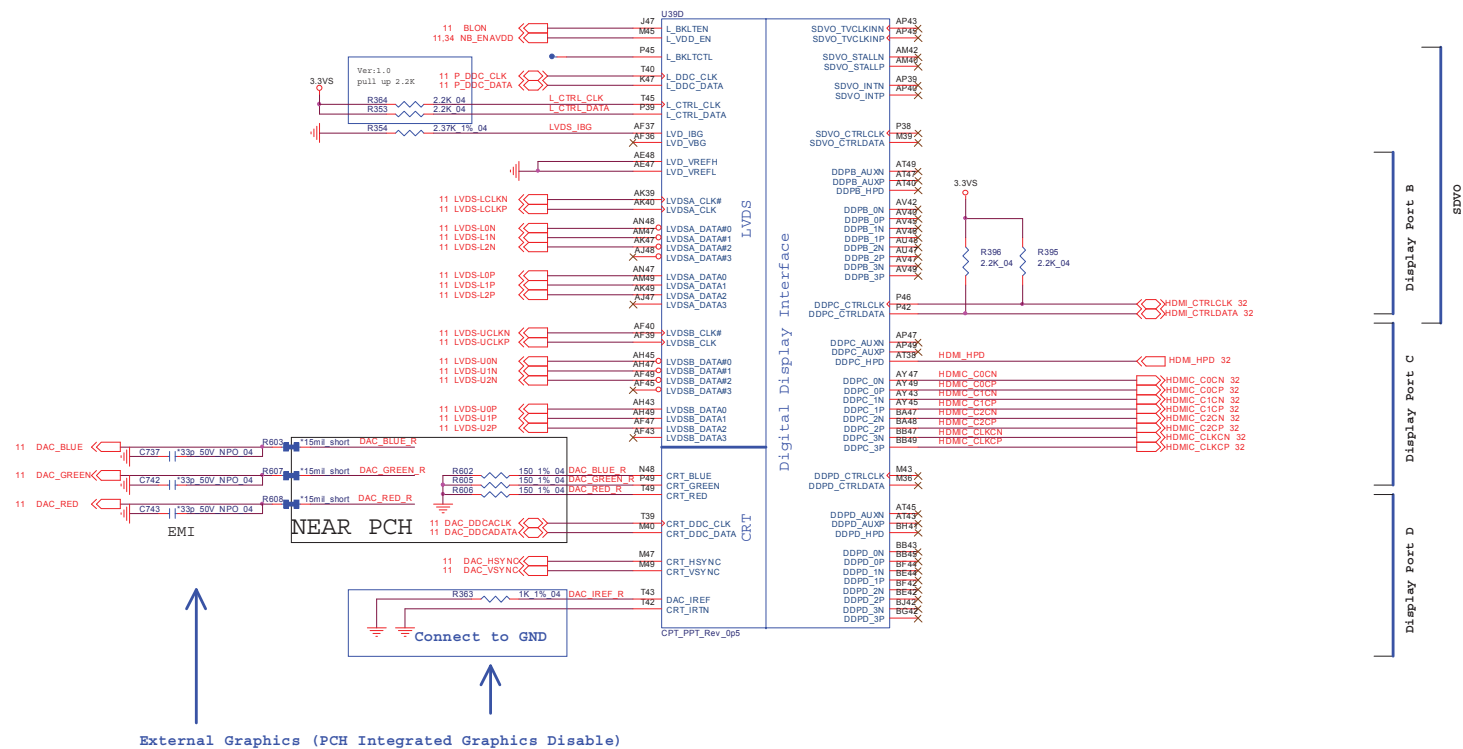 U39D
11 BLON
J47
L_BKLTEN
11,34 NB_ENAVDD
M45
L_VDD_EN
P45
L_BKLTCTL
Ver:1.0
pull up 2.2K
3.3VS
11 P_DDC_CLK
T40
L_DDC_CLK
11 P_DDC_DATA
K47
L_DDC_DATA
R364
2.2K_04
L_CTRL_CLK
T45
L_CTRL_CLK
R353
2.2K_04
L_CTRL_DATA
P39
L_CTRL_DATA
R354
2.37K_1%_04
LVDS_IBG
AF37
LVD_IBG
AF36
LVD_VBG
AE48
LVD_VREFH
AE47
LVD_VREFL
11 LVDS-LCLKN
AK39
LVDSA_CLK#
11 LVDS-LCLKP
AK40
LVDSA_CLK
11 LVDS-L0N
AN48
LVDSA_DATA#0
11 LVDS-L1N
AM47
LVDSA_DATA#1
11 LVDS-L2N
AK47
LVDSA_DATA#2
AJ48
LVDSA_DATA#3
11 LVDS-L0P
AN47
LVDSA_DATA0
11 LVDS-L1P
AM49
LVDSA_DATA1
11 LVDS-L2P
AK49
LVDSA_DATA2
AJ47
LVDSA_DATA3
11 LVDS-UCLKN
AF40
LVDSB_CLK#
11 LVDS-UCLKP
AF39
LVDSB_CLK
11 LVDS-U0N
AH45
LVDSB_DATA#0
11 LVDS-U1N
AH47
LVDSB_DATA#1
11 LVDS-U2N
AF49
LVDSB_DATA#2
AF45
LVDSB_DATA#3
11 LVDS-U0P
AH43
LVDSB_DATA0
11 LVDS-U1P
AH49
LVDSB_DATA1
11 LVDS-U2P
AF47
LVDSB_DATA2
AF43
LVDSB_DATA3
LVDS
11 DAC_BLUE
R603
*15mil_short
DAC_BLUE_R
C737
*33p_50V_NPO_04
11 DAC_GREEN
R607
*15mil_short
DAC_GREEN_R
C742
*33p_50V_NPO_04
11 DAC_RED
R608
*15mil_short
DAC_RED_R
C743
*33p_50V_NPO_04
EMI
NEAR PCH
R602
150_1%_04
DAC_BLUE_R
N48
CRT_BLUE
R605
150_1%_04
DAC_GREEN_R
P49
CRT_GREEN
R606
150_1%_04
DAC_RED_R
T49
CRT_RED
11 DAC_DDCACLK
T39
CRT_DDC_CLK
11 DAC_DDCADATA
M40
CRT_DDC_DATA
CRT
11 DAC_HSYNC
M47
CRT_HSYNC
11 DAC_VSYNC
M49
CRT_VSYNC
R363
1K_1%_04
DAC_IREF_R
T43
DAC_IREF
T42
CRT_IRTN
Connect to GND
CPT_PPT_Rev_0p5
Digital Display Interface
SDVO_TVCLKINN
AP43
SDVO_TVCLKINP
AP45
SDVO_STALLN
AM42
SDVO_STALLP
AM40
SDVO_INTN
AP39
SDVO_INTP
AP40
SDVO_CTRLCLK
P38
SDVO_CTRLDATA
M39
DDPB_AUXN
AT49
DDPB_AUXP
AT47
DDPB_HPD
AT40
DDPB_0N
AV42
DDPB_0P
AV40
DDPB_1N
AV45
DDPB_1P
AV46
DDPB_2N
AU48
DDPB_2P
AU47
DDPB_3N
AV47
DDPB_3P
AV49
3.3VS
R396
2.2K_04
R395
2.2K_04
DDPC_CTRLCLK
P46
HDMI_CTRLCLK 32
DDPC_CTRLDATA
P42
HDMI_CTRLDATA 32
DDPC_AUXN
AP47
DDPC_AUXP
AP49
DDPC_HPD
AT38
HDMI_HPD
HDMI_HPD 32
DDPC_0N
AY47
HDMIC_C0CN
HDMIC_C0CN 32
DDPC_0P
AY49
HDMIC_C0CP
HDMIC_C0CP 32
DDPC_1N
AY43
HDMIC_C1CN
HDMIC_C1CN 32
DDPC_1P
AY45
HDMIC_C1CP
HDMIC_C1CP 32
DDPC_2N
BA47
HDMIC_C2CN
HDMIC_C2CN 32
DDPC_2P
BA48
HDMIC_C2CP
HDMIC_C2CP 32
DDPC_3N
BB47
HDMIC_CLKCN
HDMIC_CLKCN 32
DDPC_3P
BB49
HDMIC_CLKCP
HDMIC_CLKCP 32
DDPD_CTRLCLK
M43
DDPD_CTRLDATA
M36
DDPD_AUXN
AT45
DDPD_AUXP
AT43
DDPD_HPD
BH41
DDPD_0N
BB43
DDPD_0P
BB45
DDPD_1N
BF44
DDPD_1P
BE44
DDPD_2N
BF42
DDPD_2P
BE42
DDPD_3N
BJ42
DDPD_3P
BG42
Display Port B
SDVO
Display Port C
Display Port D
External Graphics (PCH Integrated Graphics Disable)